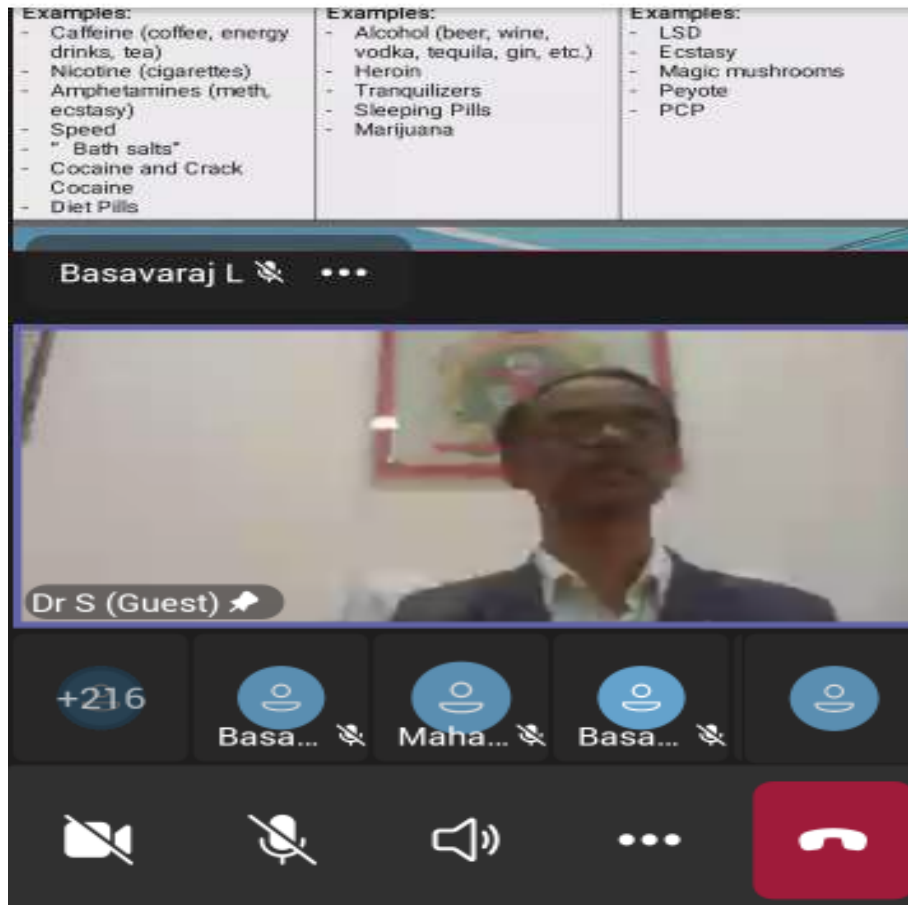 Examples:
- Caffeine (coffee, energy
drinks, tea)
- Nicotine (cigarettes)
- Amphetamines (meth,
ecstasy)
- Speed
- " Bath salts"
- Cocaine and Crack
Cocaine
- Diet Pills
Examples:
- Alcohol (beer, wine,
vodka, tequila, gin, etc.)
- Heroin
- Tranquilizers
- Sleeping Pills
- Marijuana
Examples:
- LSD
- Ecstasy
- Magic mushrooms
- Peyote
- PCP
Basavaraj L
Dr S (Guest)
+216
Basa...
Maha...
Basa...